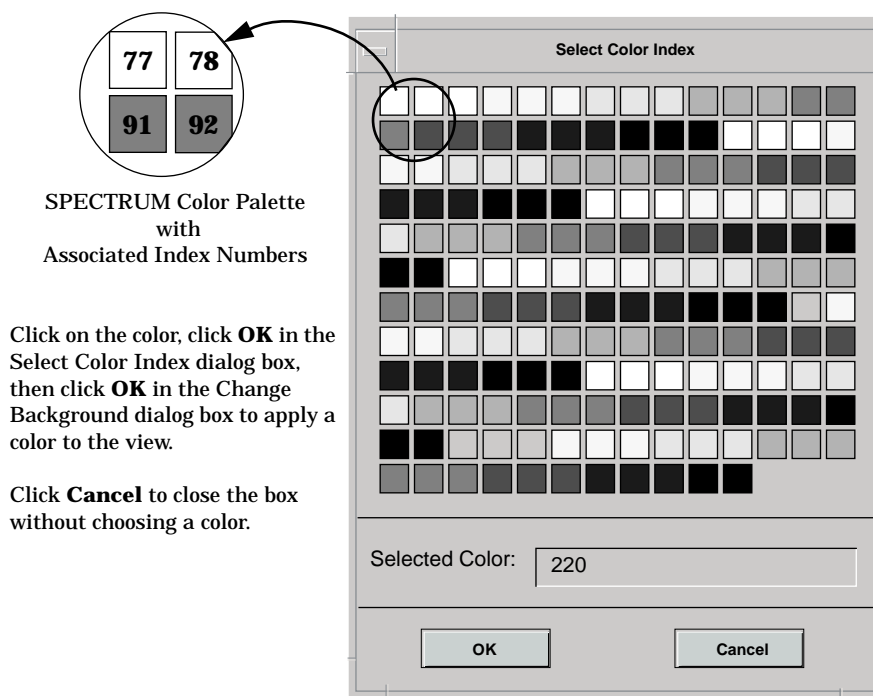 77 78
91 92
SPECTRUM Color Palette
with
Associated Index Numbers
Click on the color, click OK in the
Select Color Index dialog box,
then click OK in the Change
Background dialog box to apply a
color to the view.
Click Cancel to close the box
without choosing a color.
Select Color Index
Selected Color: 220
OK Cancel